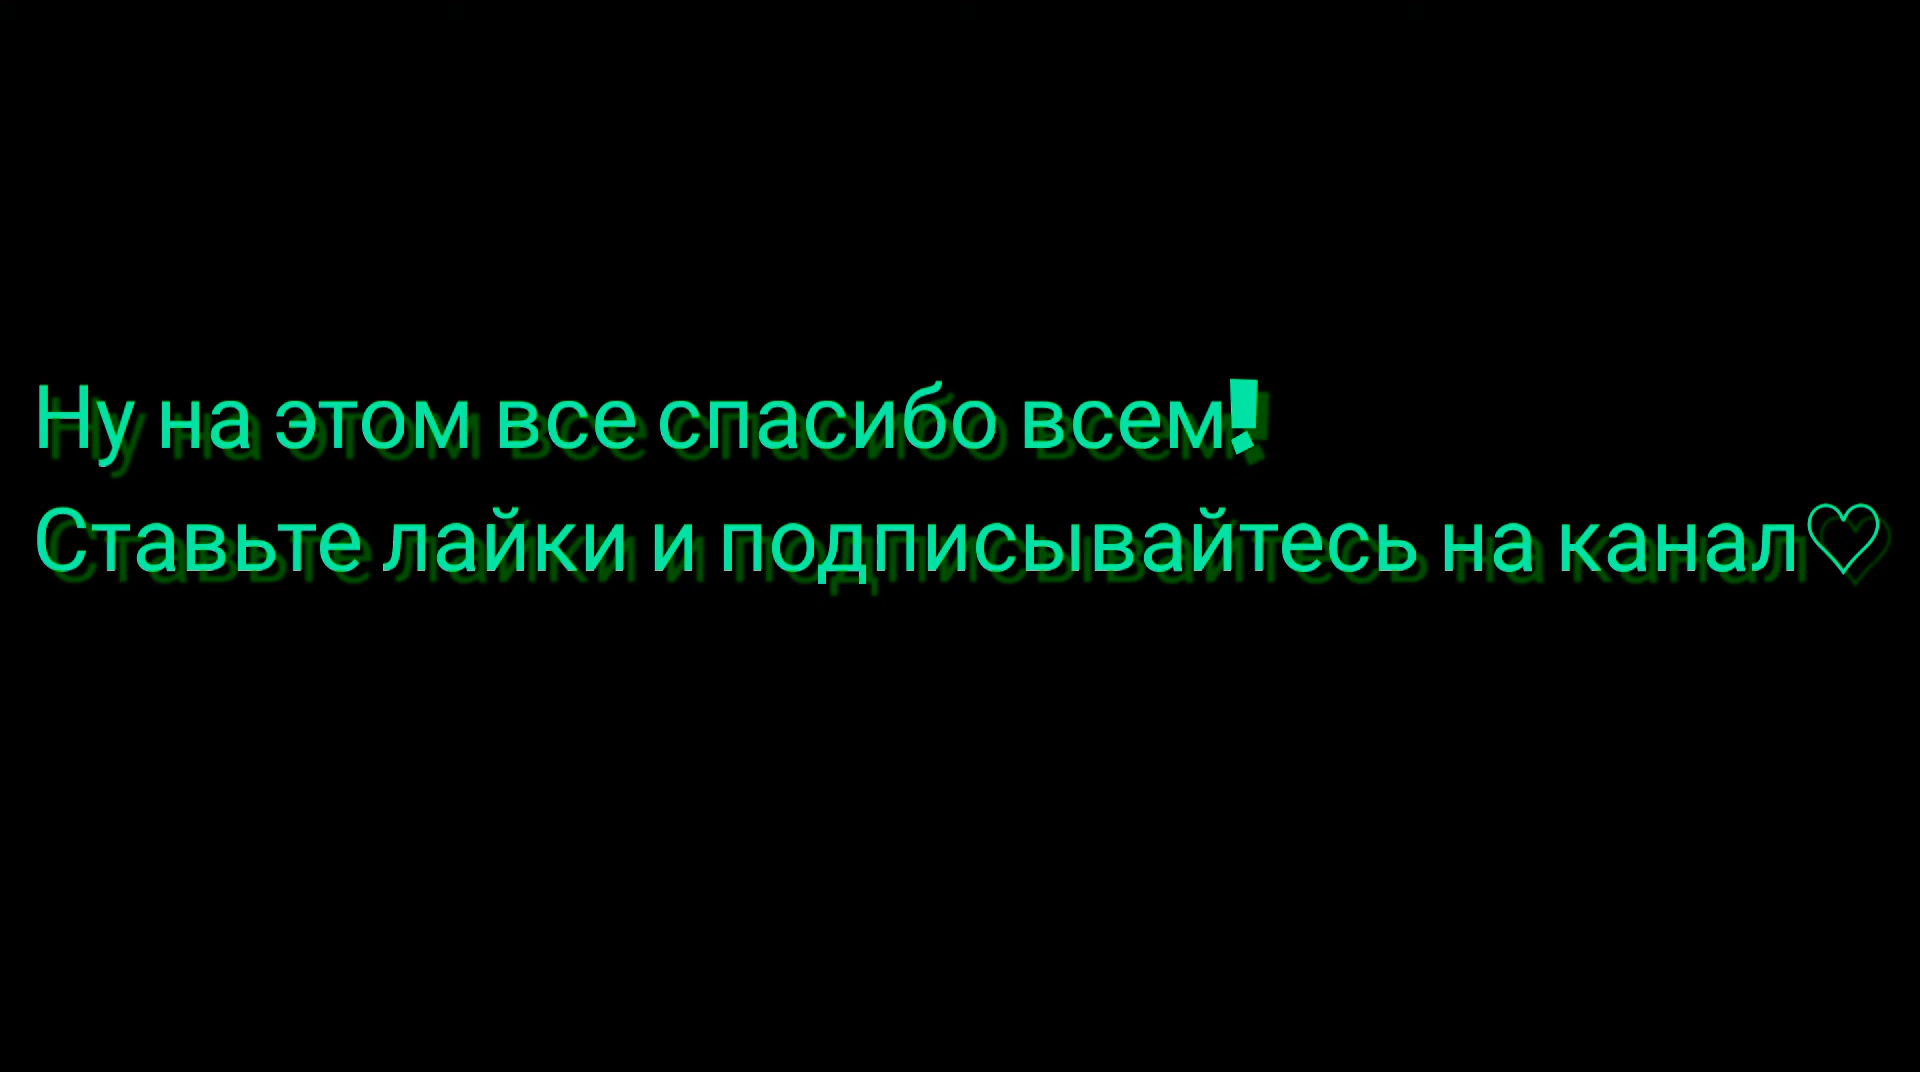 Ну на этом все спасибо всем!
Ставьте лайки и подписывайтесь на канал♡